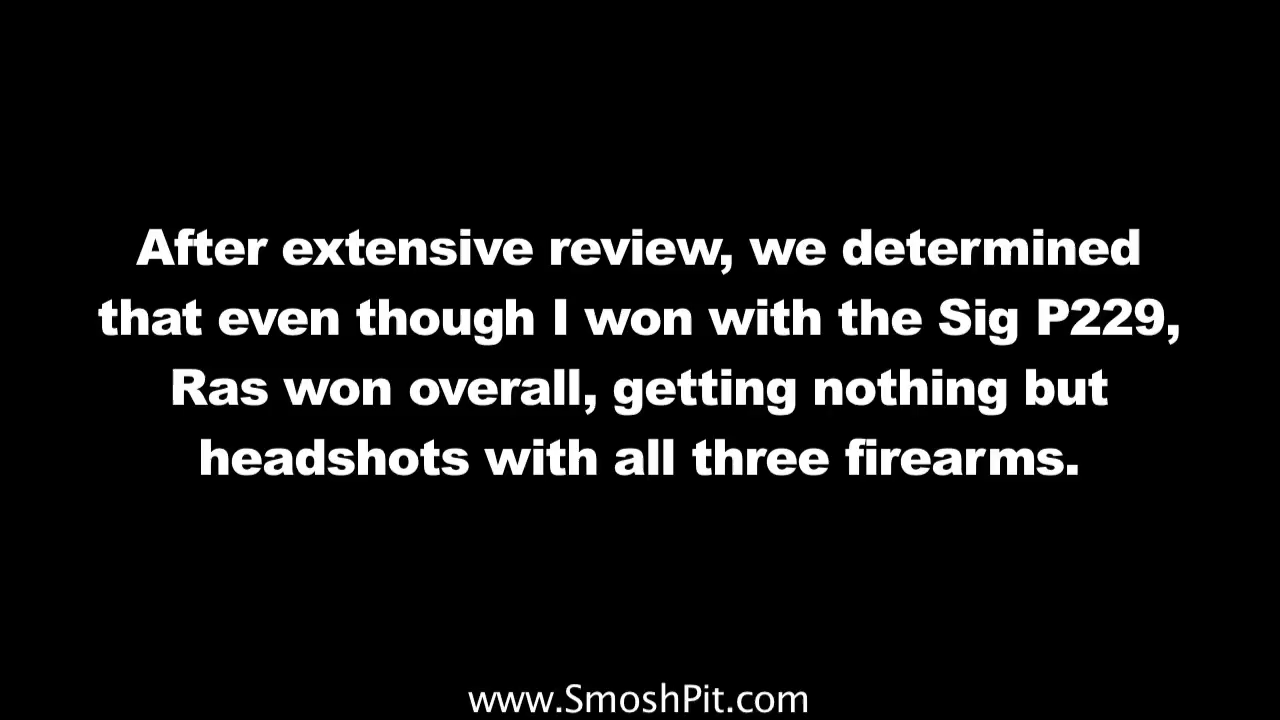 After extensive review, we determined
that even though I won with the Sig P229,
Ras won overall, getting nothing but
headshots with all three firearms.
www.SmoshPit.com